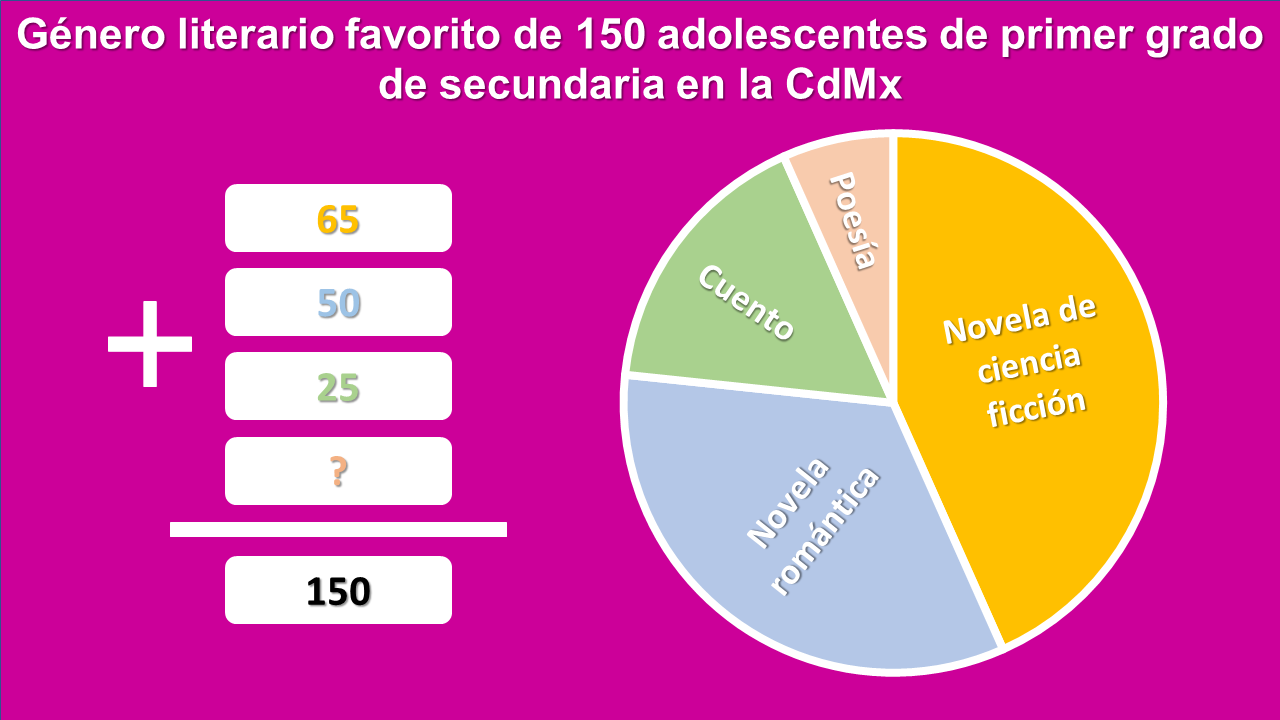 Género literario favorito de 150 adolescentes de primer grado
de secundaria en la CdMx
65
50
25
?
150
Poesía
Cuento
Novela de
ciencia
ficción
Novela
romántica